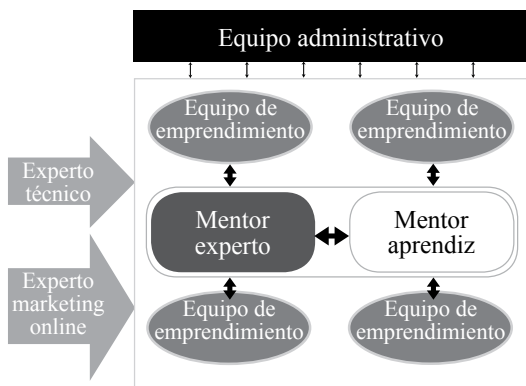 Equipo administrativo
Equipo de
emprendimiento
Equipo de
emprendimiento
Experto
técnico
Mentor
experto
Mentor
aprendiz
Experto
marketing
online
Equipo de
emprendimiento
Equipo de
emprendimiento